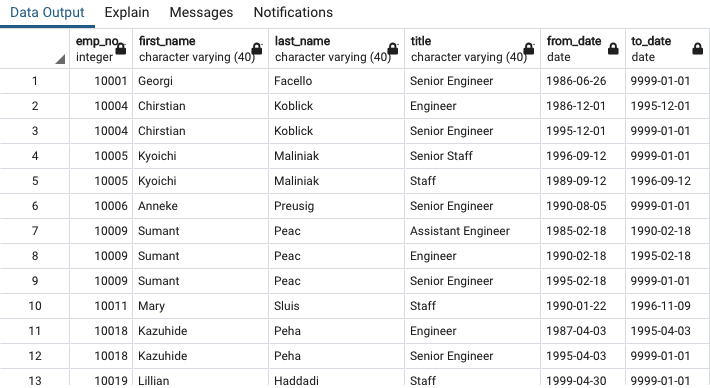 Data Output Explain Messages Notifications
emp_no first_name last_name title from_date to_date
integer character varying (40) character varying (40) character varying (40) date date
1 10001 Georgi Facello Senior Engineer 1986-06-26 9999-01-01
2 10004 Chirstian Koblick Engineer 1986-12-01 1995-12-01
3 10004 Chirstian Koblick Senior Engineer 1995-12-01 9999-01-01
4 10005 Kyoichi Maliniak Senior Staff 1996-09-12 9999-01-01
5 10005 Kyoichi Maliniak Staff 1989-09-12 1996-09-12
6 10006 Anneke Preusig Senior Engineer 1990-08-05 9999-01-01
7 10009 Sumant Peac Assistant Engineer 1985-02-18 1990-02-18
8 10009 Sumant Peac Engineer 1990-02-18 1995-02-18
9 10009 Sumant Peac Senior Engineer 1995-02-18 9999-01-01
10 10011 Mary Sluis Staff 1990-01-22 1996-11-09
11 10018 Kazuhide Peha Engineer 1987-04-03 1995-04-03
12 10018 Kazuhide Peha Senior Engineer 1995-04-03 9999-01-01
13 10019 Lillian Haddadi Staff 1999-04-30 9999-01-01